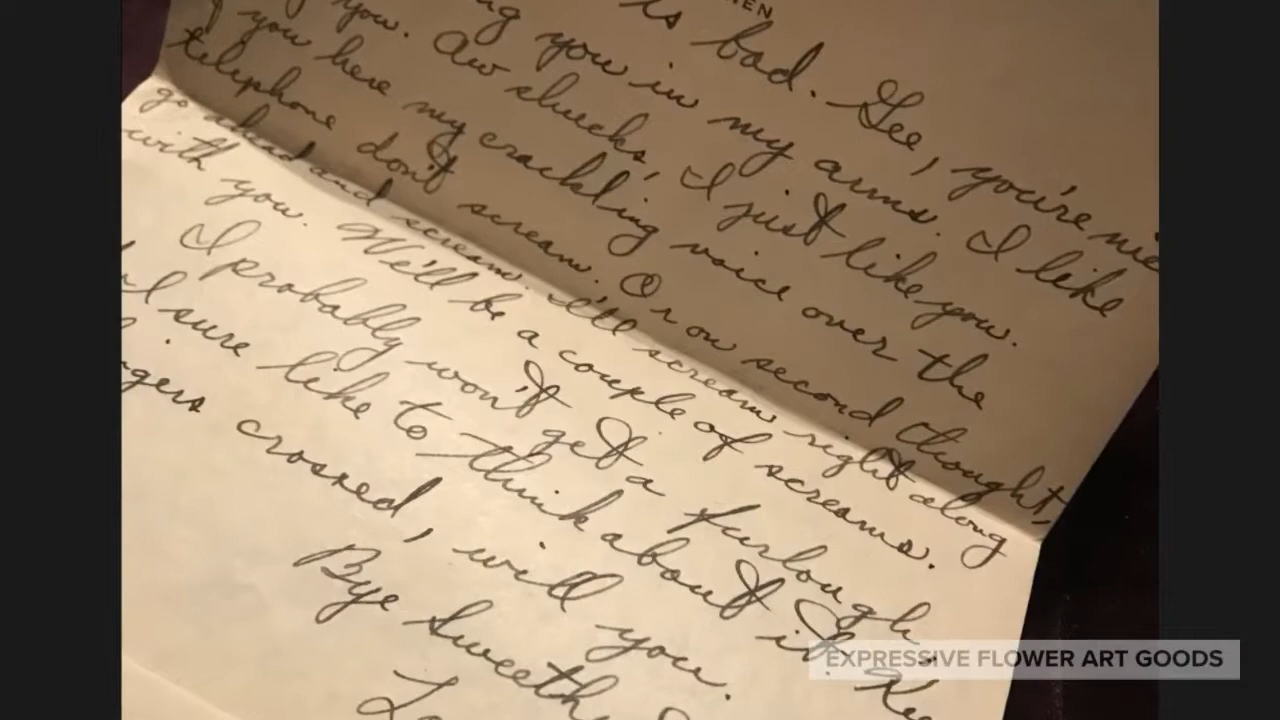 MEN
is bad. Gee, you're
you in my arms. I like
you. Aw shucks, I just like you.
you here my crackling voice over the
telephone don't scream. Or on second thought,
go ahead and scream. I'll scream right along
with you. We'll be a couple of screams.
I probably won't get a furlough
sure like to think about it.
crossed, will you.
Bye
EXPRESSIVE FLOWER ART GOODS